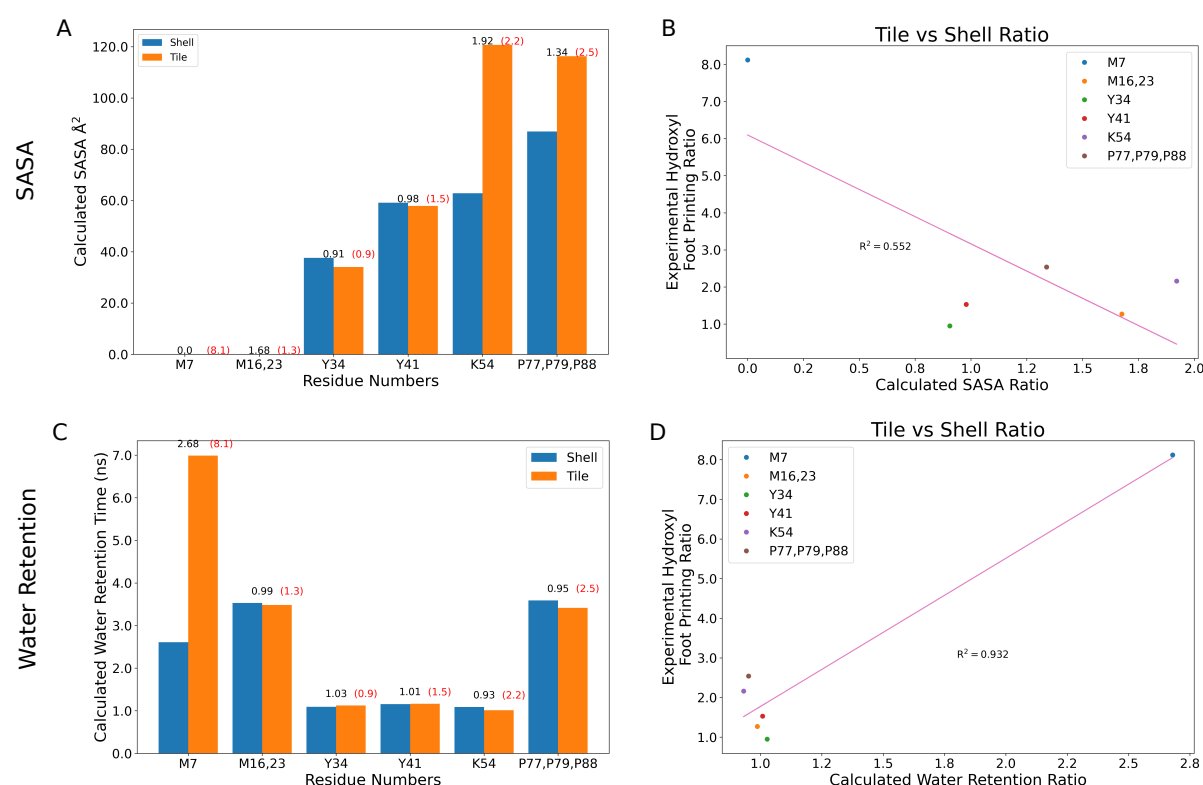 A
SASA
Calculated SASA Å²
120.0
100.0
80.0
60.0
40.0
20.0
0.0
Shell
Tile
0.0 (8.1)
1.68 (1.3)
0.91 (0.9)
0.98 (1.5)
1.92 (2.2)
1.34 (2.5)
M7 M16,23 Y34 Y41 K54 P77,P79,P88
Residue Numbers
B
Tile vs Shell Ratio
Experimental Hydroxyl
Foot Printing Ratio
8.0
7.0
6.0
5.0
4.0
3.0
2.0
1.0
M7
M16,23
Y34
Y41
K54
P77,P79,P88
R² = 0.552
0.0 0.2 0.5 0.8 1.0 1.2 1.5 1.8 2.0
Calculated SASA Ratio
C
Water Retention
Calculated Water Retention Time (ns)
7.0
6.0
5.0
4.0
3.0
2.0
1.0
0.0
Shell
Tile
2.68 (8.1)
0.99 (1.3)
1.03 (0.9)
1.01 (1.5)
0.93 (2.2)
0.95 (2.5)
M7 M16,23 Y34 Y41 K54 P77,P79,P88
Residue Numbers
D
Tile vs Shell Ratio
Experimental Hydroxyl
Foot Printing Ratio
8.0
7.0
6.0
5.0
4.0
3.0
2.0
1.0
M7
M16,23
Y34
Y41
K54
P77,P79,P88
R² = 0.932
1.0 1.2 1.5 1.8 2.0 2.2 2.5 2.8
Calculated Water Retention Ratio